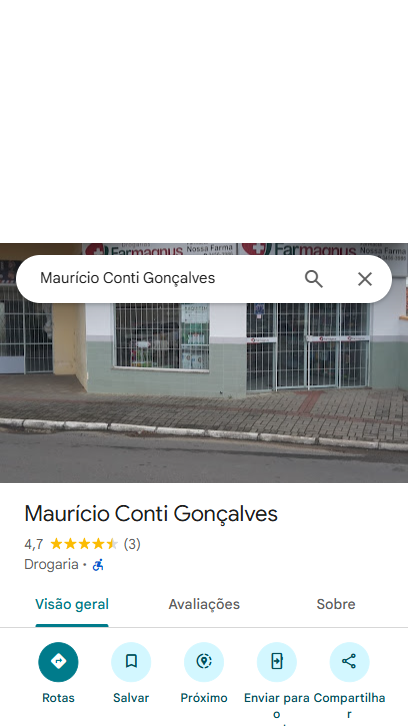 Farmagnus Nossa Farma Farmagnus Nossa Farma
Maurício Conti Gonçalves
Maurício Conti Gonçalves
4,7 (3)
Drogaria ·
Visão geral Avaliações Sobre
Rotas Salvar Próximo Enviar para o Compartilhar